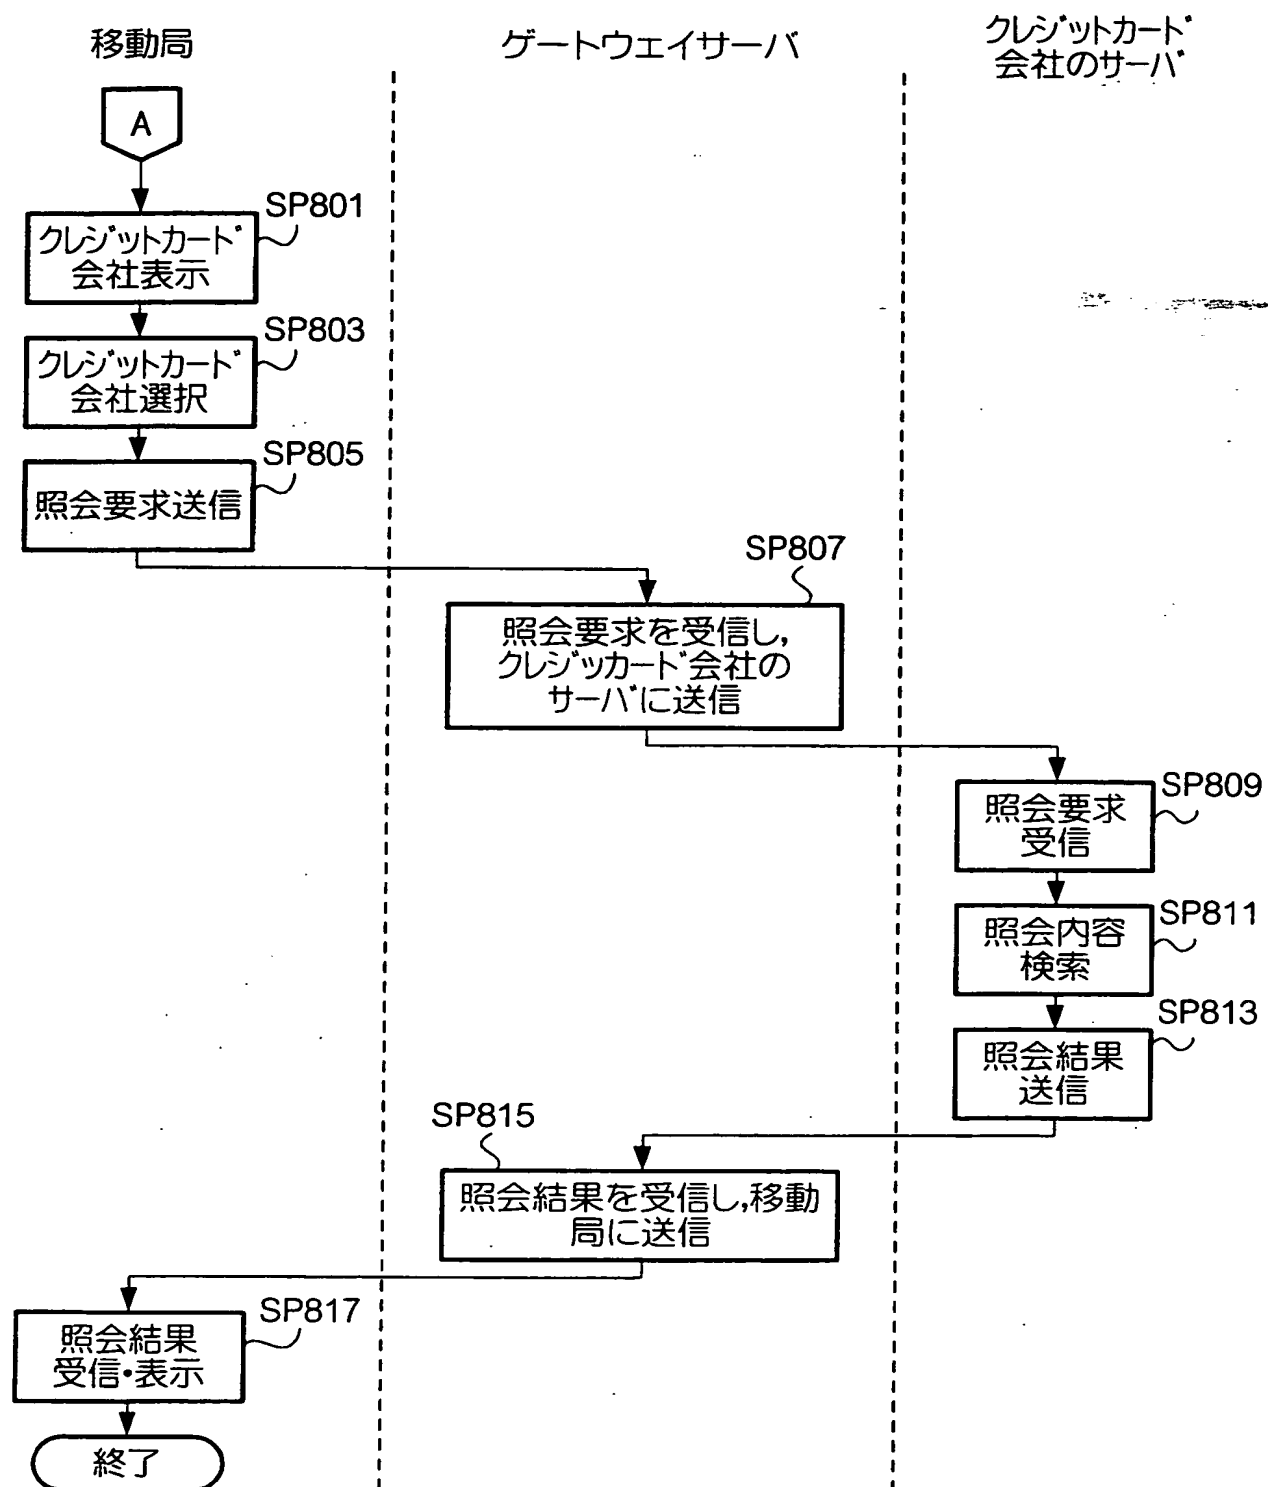 移動局
ゲートウェイサーバ
クレジットカード
会社のサーバ
A
SP801
クレジットカード
会社表示
SP803
クレジットカード
会社選択
SP805
照会要求送信
SP807
照会要求を受信し,
クレジッカード会社の
サーバに送信
SP809
照会要求
受信
SP811
照会内容
検索
SP813
照会結果
送信
SP815
照会結果を受信し,移動
局に送信
SP817
照会結果
受信・表示
終了